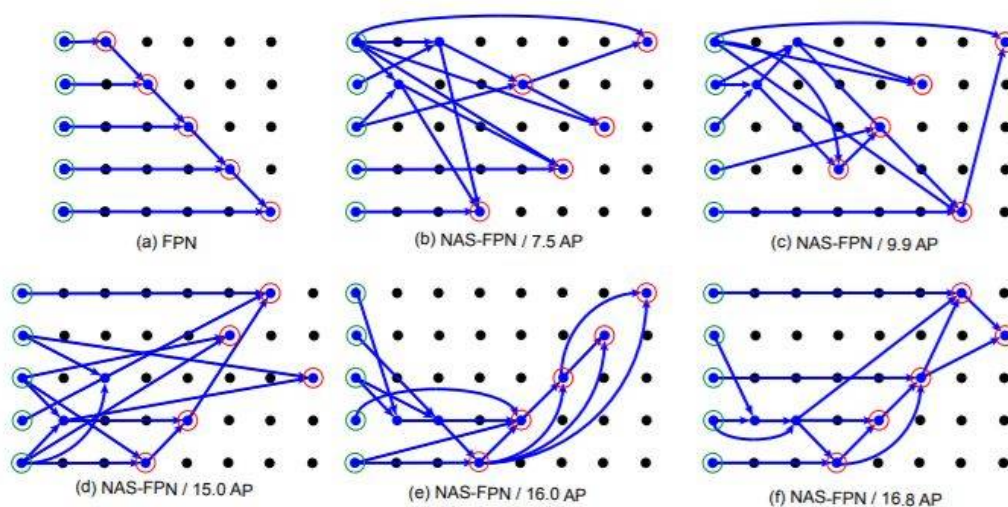 (a) FPN
(b) NAS-FPN / 7.5 AP
(c) NAS-FPN / 9.9 AP
(d) NAS-FPN / 15.0 AP
(e) NAS-FPN / 16.0 AP
(f) NAS-FPN / 16.8 AP